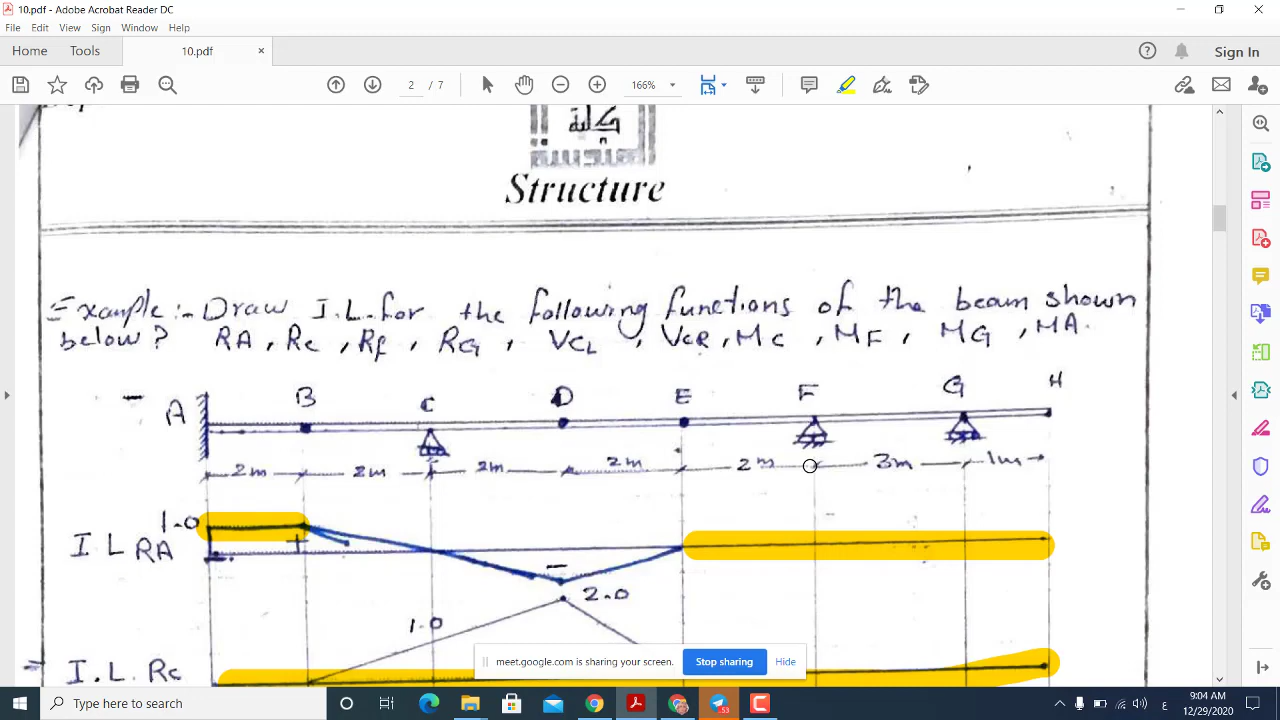 10.pdf - Adobe Acrobat Reader DC
File Edit View Sign Window Help
Home Tools 10.pdf × Sign In
2 / 7 166%
كلية
الهندسة
Structure
Example:- Draw I.L. for the following functions of the beam shown
below? RA, RC, RF, RG, VCL, VCR, MC, MF, MG, MA.
A B C D E F G H
2m 2m 2m 2m 2m 3m 1m
1.0
I L RA + -
2.0
1.0
I.L. RC
meet.google.com is sharing your screen. Stop sharing Hide
Type here to search
53
9:04 AM
12/29/2020